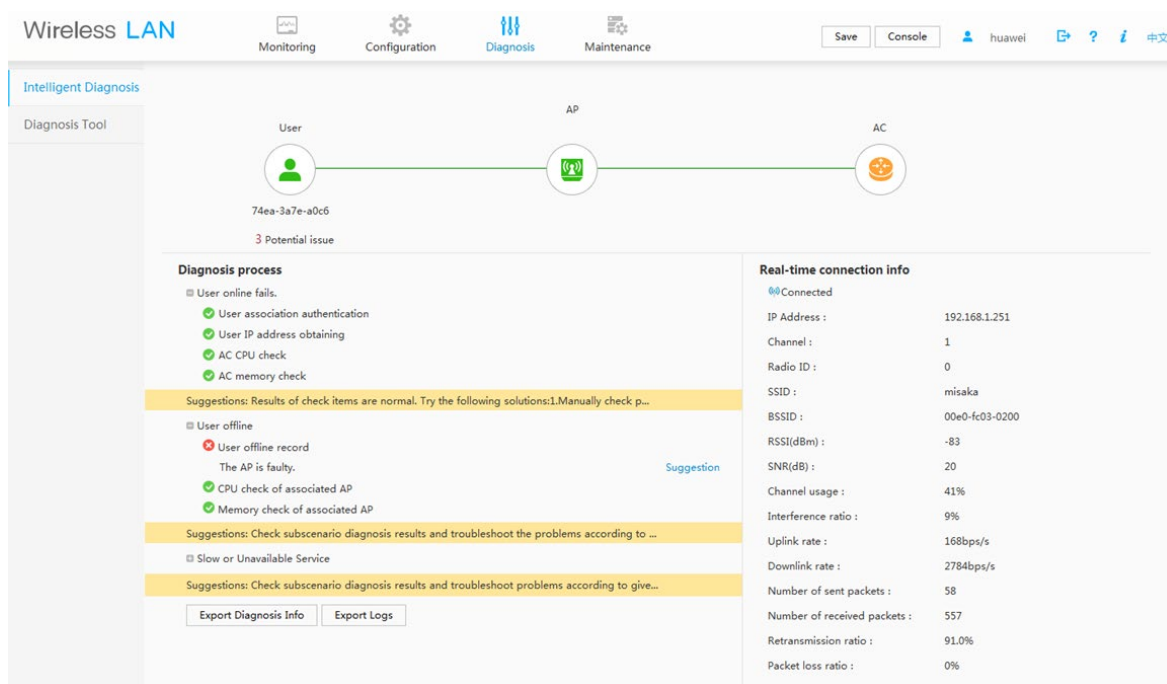 Wireless LAN
Monitoring
Configuration
Diagnosis
Maintenance
Save
Console
huawei
?
i
中文
Intelligent Diagnosis
Diagnosis Tool
User
AP
AC
74ea-3a7e-a0c6
3 Potential issue
Diagnosis process
User online fails.
User association authentication
User IP address obtaining
AC CPU check
AC memory check
Suggestions: Results of check items are normal. Try the following solutions:1.Manually check p...
User offline
User offline record
The AP is faulty. Suggestion
CPU check of associated AP
Memory check of associated AP
Suggestions: Check subscenario diagnosis results and troubleshoot the problems according to ...
Slow or Unavailable Service
Suggestions: Check subscenario diagnosis results and troubleshoot problems according to give...
Export Diagnosis Info
Export Logs
Real-time connection info
Connected
IP Address : 192.168.1.251
Channel : 1
Radio ID : 0
SSID : misaka
BSSID : 00e0-fc03-0200
RSSI(dBm) : -83
SNR(dB) : 20
Channel usage : 41%
Interference ratio : 9%
Uplink rate : 168bps/s
Downlink rate : 2784bps/s
Number of sent packets : 58
Number of received packets : 557
Retransmission ratio : 91.0%
Packet loss ratio : 0%